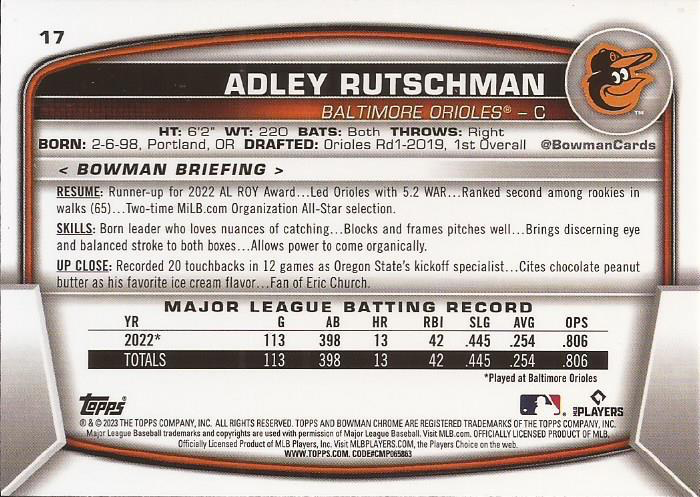 17
ADLEY RUTSCHMAN
BALTIMORE ORIOLES® – C
™
HT: 6'2" WT: 220 BATS: Both THROWS: Right
BORN: 2-6-98, Portland, OR DRAFTED: Orioles Rd1-2019, 1st Overall @BowmanCards
< BOWMAN BRIEFING >
RESUME: Runner-up for 2022 AL ROY Award...Led Orioles with 5.2 WAR...Ranked second among rookies in
walks (65)...Two-time MiLB.com Organization All-Star selection.
SKILLS: Born leader who loves nuances of catching...Blocks and frames pitches well...Brings discerning eye
and balanced stroke to both boxes...Allows power to come organically.
UP CLOSE: Recorded 20 touchbacks in 12 games as Oregon State's kickoff specialist...Cites chocolate peanut
butter as his favorite ice cream flavor...Fan of Eric Church.
MAJOR LEAGUE BATTING RECORD
YR G AB HR RBI SLG AVG OPS
2022* 113 398 13 42 .445 .254 .806
TOTALS 113 398 13 42 .445 .254 .806
*Played at Baltimore Orioles
Topps® MLB PLAYERS
® & © 2023 THE TOPPS COMPANY, INC. ALL RIGHTS RESERVED. TOPPS AND BOWMAN CHROME ARE REGISTERED TRADEMARKS OF THE TOPPS COMPANY, INC.
Major League Baseball trademarks and copyrights are used with permission of Major League Baseball. Visit MLB.com. OFFICIALLY LICENSED PRODUCT OF MLB.
Officially Licensed Product of MLB Players, Inc. Visit MLBPLAYERS.com, the Players Choice on the web.
WWW.TOPPS.COM. CODE#CMP065863